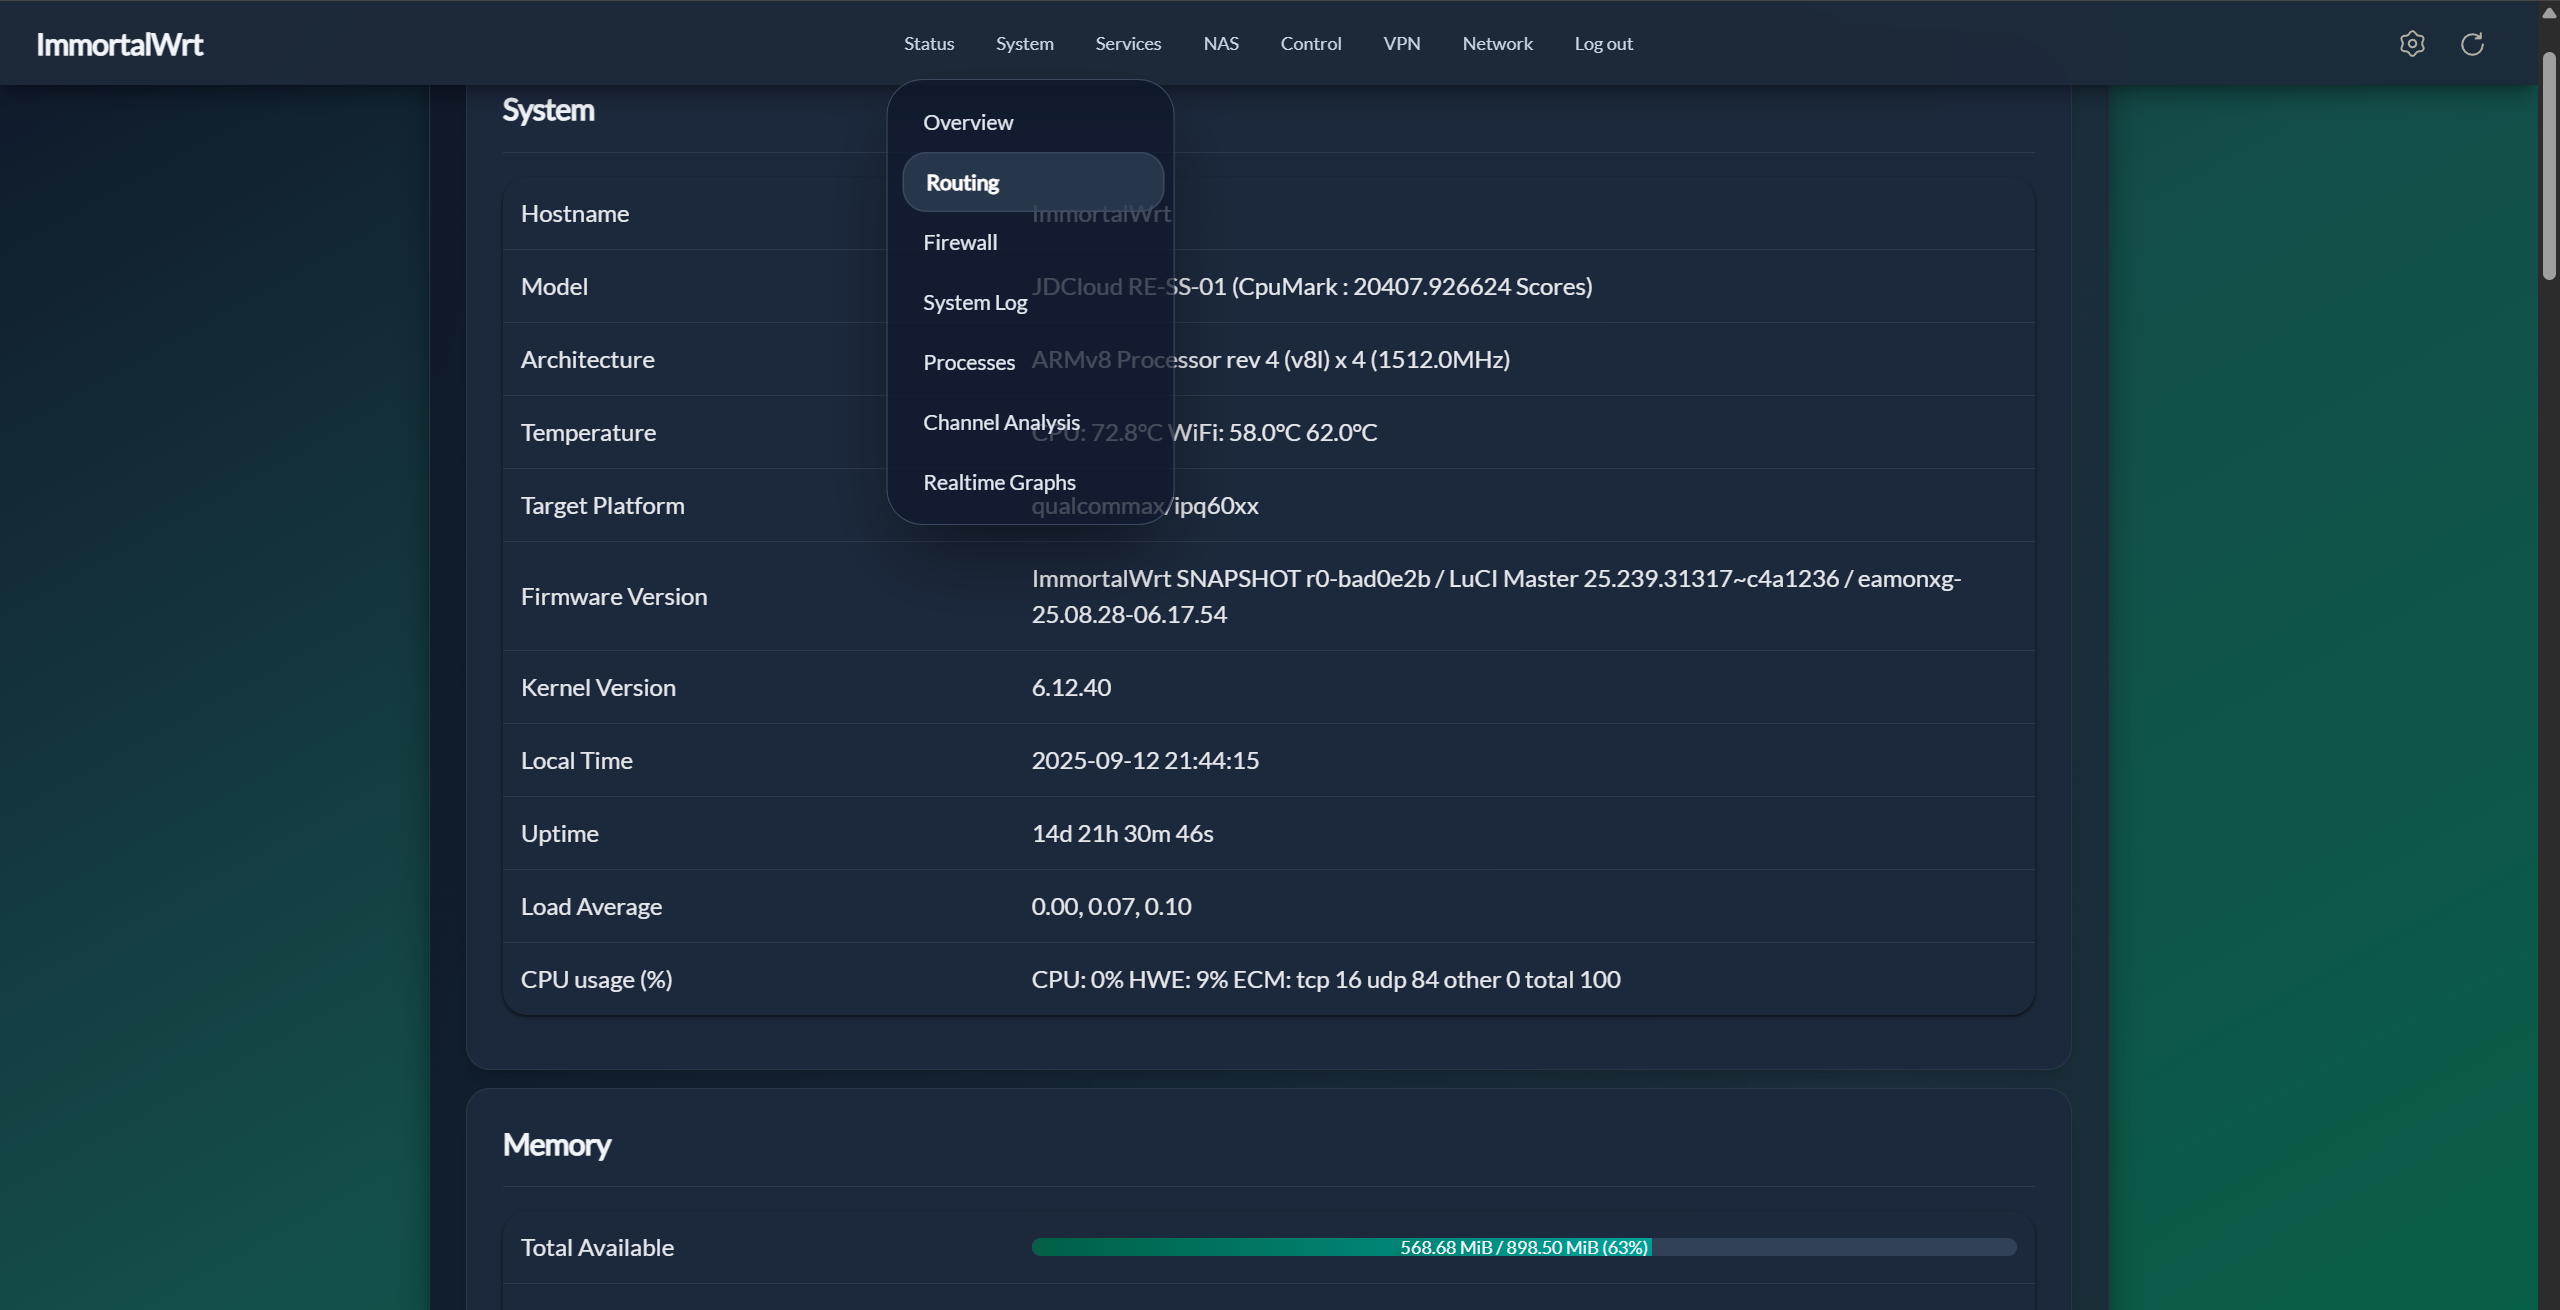 ImmortalWrt
Status System Services NAS Control VPN Network Log out
Overview
Routing
Firewall
System Log
Processes
Channel Analysis
Realtime Graphs
System
Hostname ImmortalWrt
Model JDCloud RE-SS-01 (CpuMark : 20407.926624 Scores)
Architecture ARMv8 Processor rev 4 (v8l) x 4 (1512.0MHz)
Temperature CPU: 72.8°C WiFi: 58.0°C 62.0°C
Target Platform qualcommax/ipq60xx
Firmware Version ImmortalWrt SNAPSHOT r0-bad0e2b / LuCI Master 25.239.31317~c4a1236 / eamonxg-
25.08.28-06.17.54
Kernel Version 6.12.40
Local Time 2025-09-12 21:44:15
Uptime 14d 21h 30m 46s
Load Average 0.00, 0.07, 0.10
CPU usage (%) CPU: 0% HWE: 9% ECM: tcp 16 udp 84 other 0 total 100
Memory
Total Available 568.68 MiB / 898.50 MiB (63%)